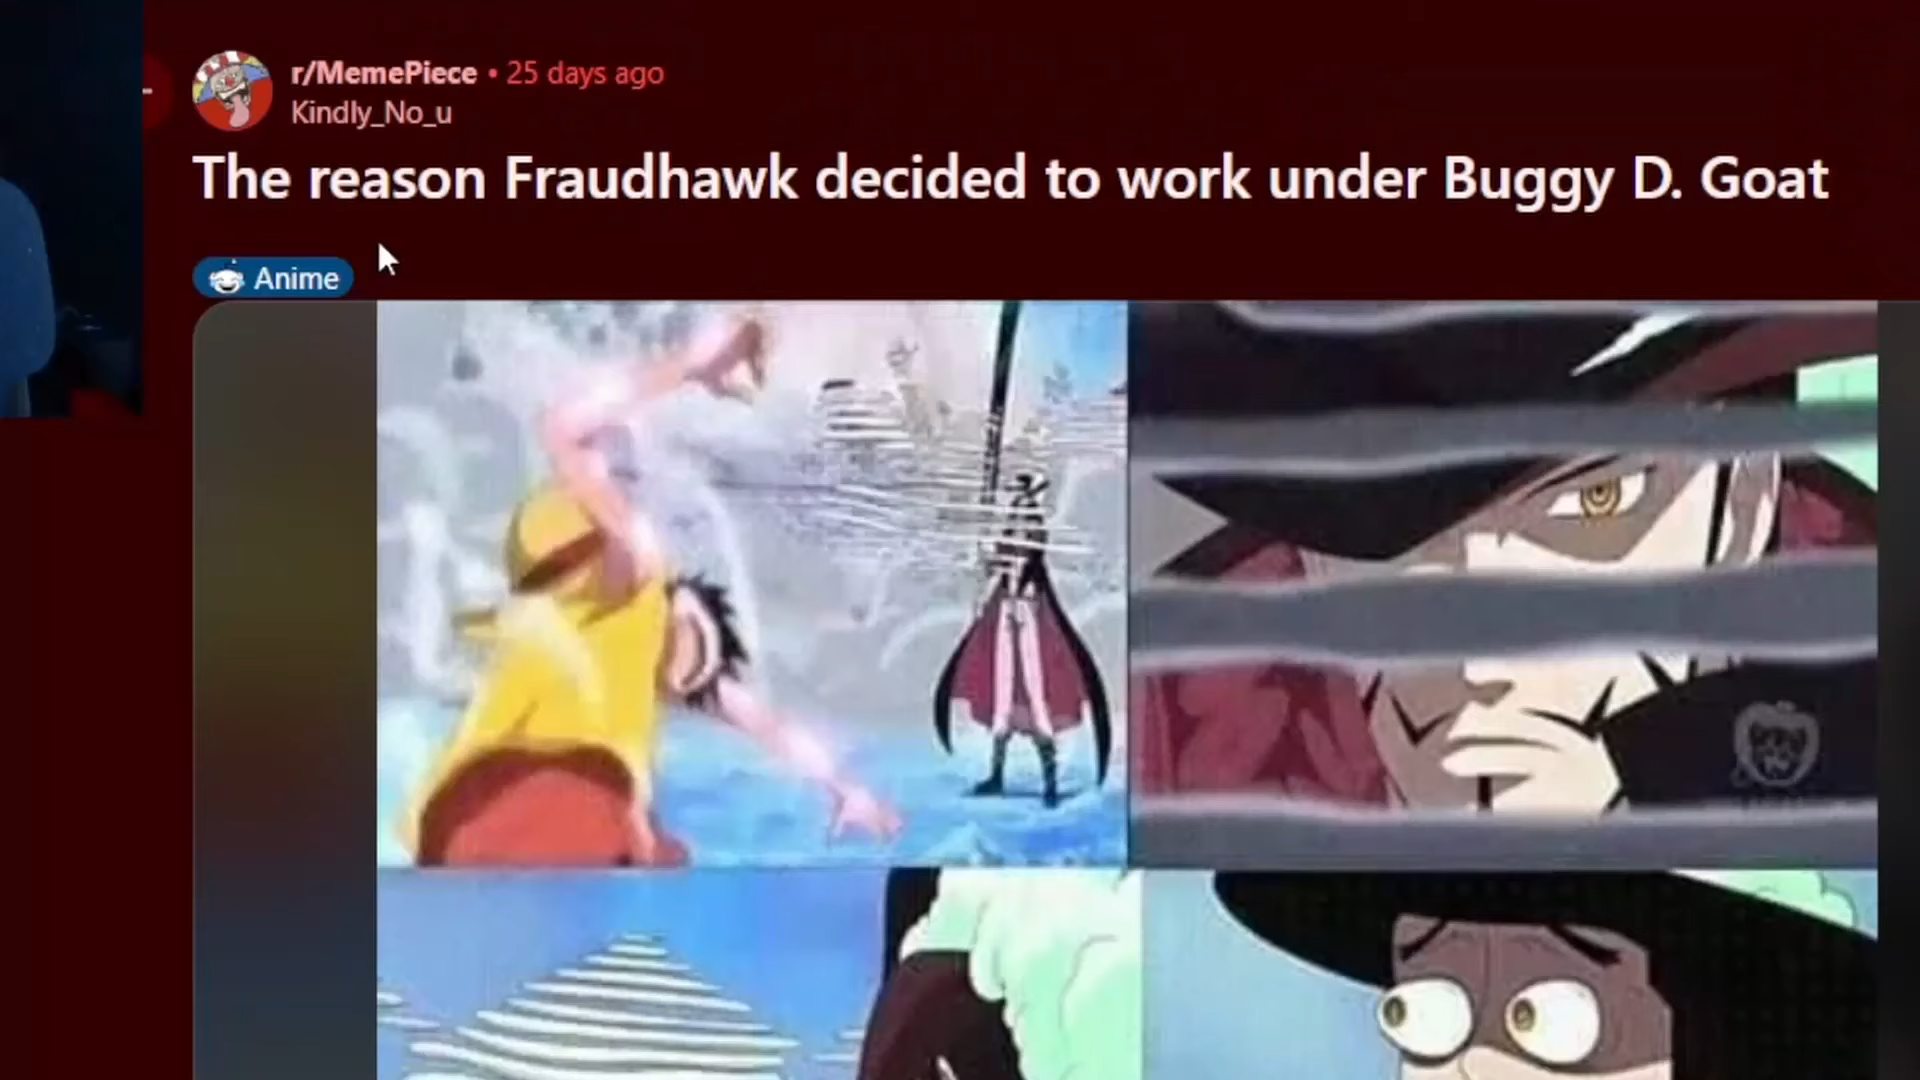 r/MemePiece • 25 days ago
Kindly_No_u
The reason Fraudhawk decided to work under Buggy D. Goat
Anime